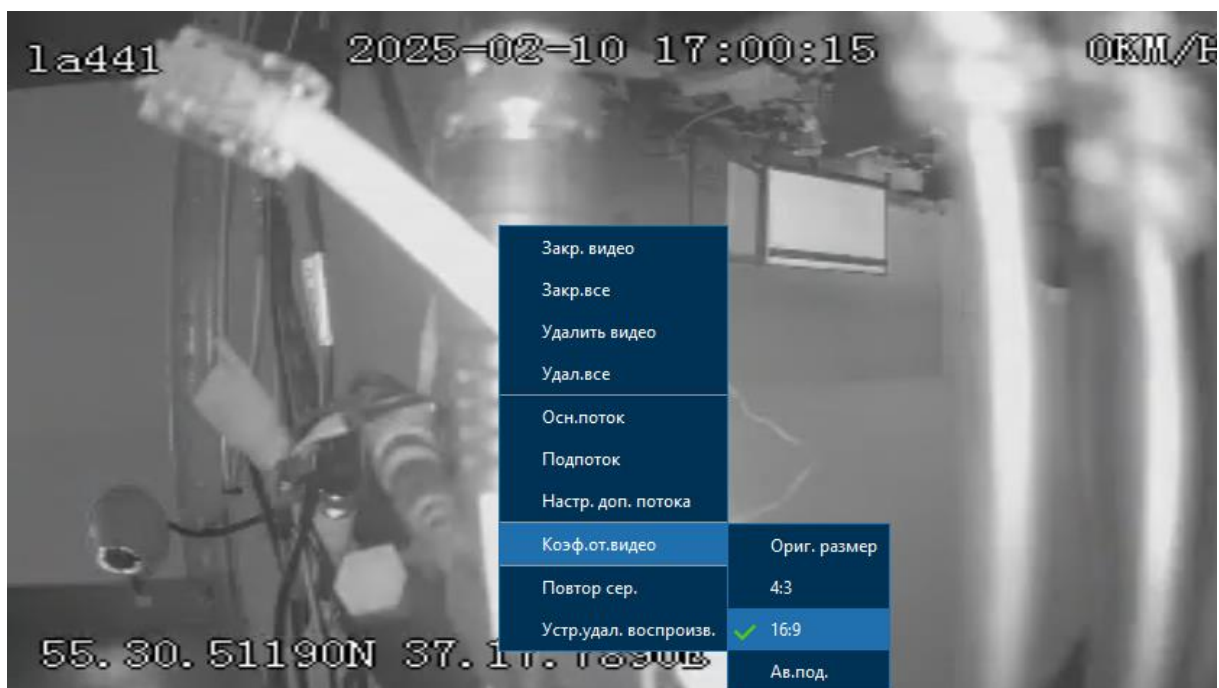 la441 2025-02-10 17:00:15 0KM/H
Закр. видео
Закр.все
Удалить видео
Удал.все
Осн.поток
Подпоток
Настр. доп. потока
Коэф.от.видео
Ориг. размер
Повтор сер.
4:3
Устр.удал. воспроизв.
16:9
55.30.51190N
Ав.под.